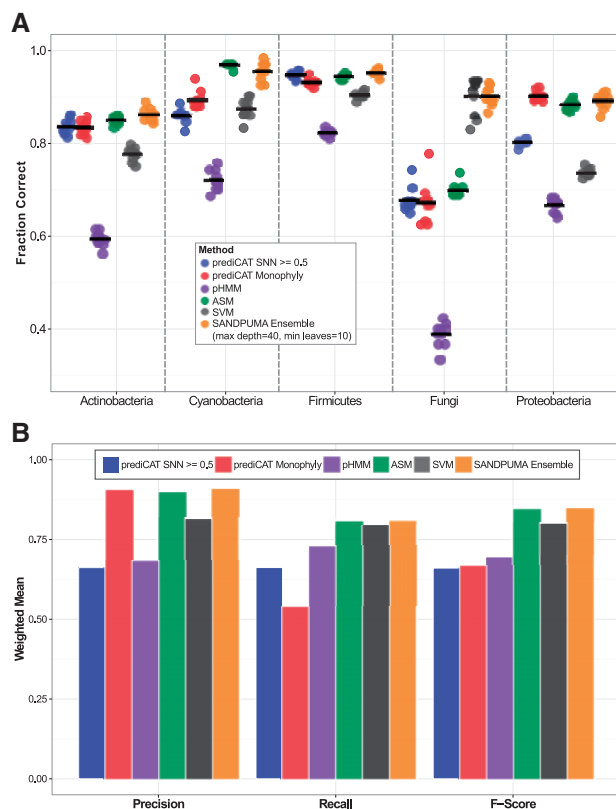 A
Fraction Correct
1.0
0.8
0.6
0.4
Method
prediCAT SNN >= 0.5
prediCAT Monophyly
pHMM
ASM
SVM
SANDPUMA Ensemble
(max depth=40, min leaves=10)
Actinobacteria Cyanobacteria Firmicutes Fungi Proteobacteria
B
prediCAT SNN >= 0.5 prediCAT Monophyly pHMM ASM SVM SANDPUMA Ensemble
Weighted Mean
1.00
0.75
0.50
0.25
0.00
Precision Recall F-Score